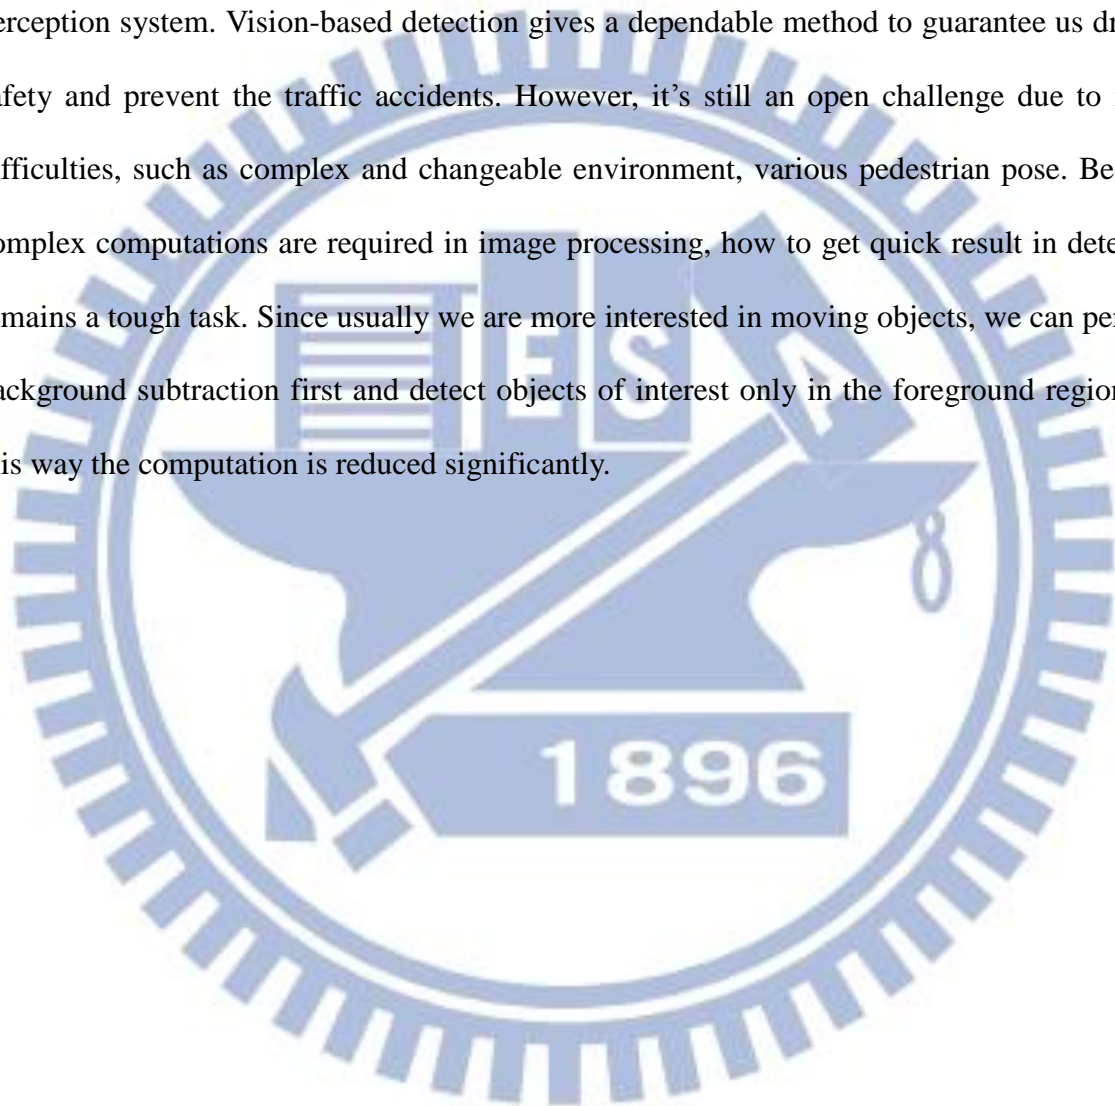 erception system. Vision-based detection gives a dependable method to guarantee us dr
afety and prevent the traffic accidents. However, it’s still an open challenge due to
ifficulties, such as complex and changeable environment, various pedestrian pose. Be
omplex computations are required in image processing, how to get quick result in dete
mains a tough task. Since usually we are more interested in moving objects, we can per
ackground subtraction first and detect objects of interest only in the foreground region
is way the computation is reduced significantly.
E S A
1896